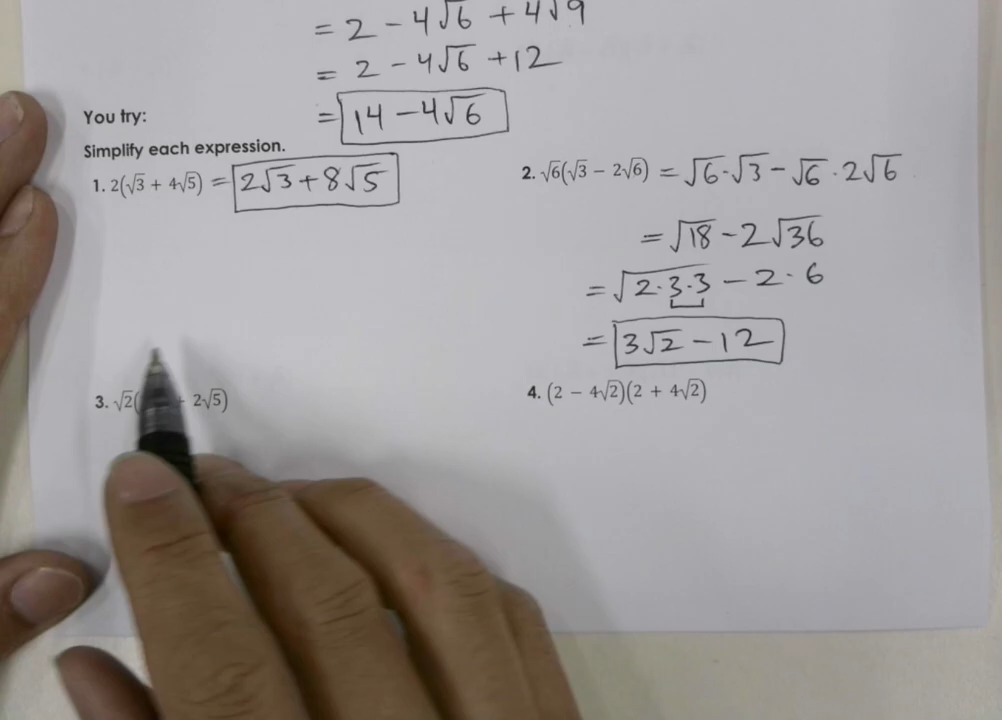 = 2 - 4√6 + 4√9
= 2 - 4√6 + 12
You try:
= 14 - 4√6
Simplify each expression.
1. 2(√3 + 4√5) = 2√3 + 8√5
2. √6(√3 − 2√6) = √6·√3 - √6·2√6
= √18 - 2√36
= √2·3·3 - 2·6
= 3√2 - 12
3. √2( 2√5)
4. (2 − 4√2)(2 + 4√2)